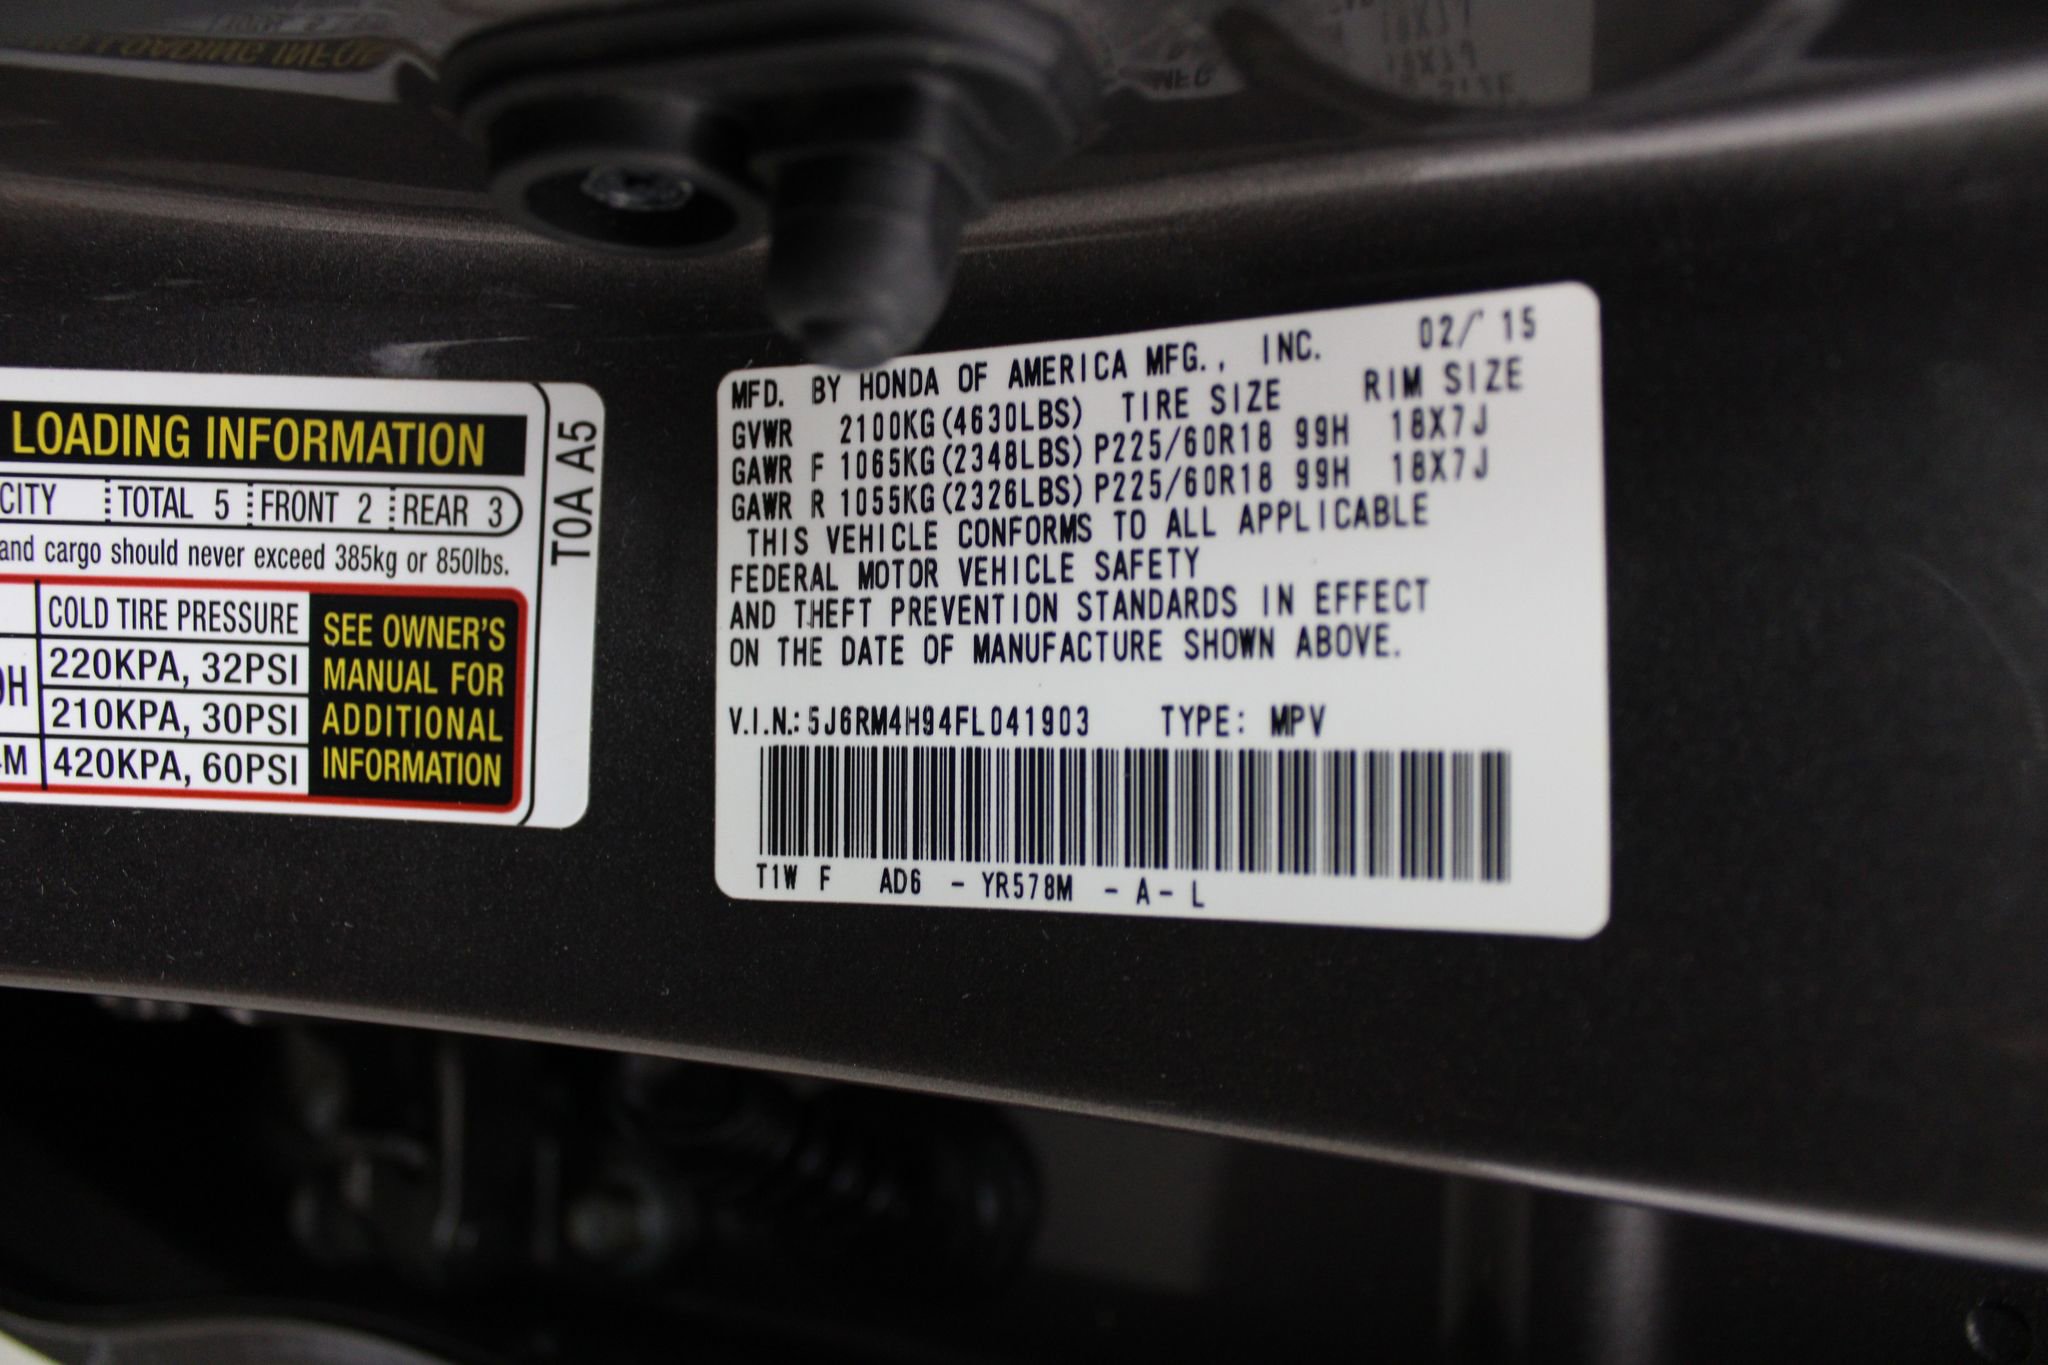 LOADING INFORMATION
CITY TOTAL 5 FRONT 2 REAR 3
and cargo should never exceed 385kg or 850lbs.
COLD TIRE PRESSURE
220KPA, 32PSI
210KPA, 30PSI
420KPA, 60PSI
SEE OWNER'S
MANUAL FOR
ADDITIONAL
INFORMATION
T0A A5
MFD. BY HONDA OF AMERICA MFG., INC. 02/'15
GVWR 2100KG(4630LBS) TIRE SIZE RIM SIZE
GAWR F 1065KG(2348LBS) P225/60R18 99H 18X7J
GAWR R 1055KG(2326LBS) P225/60R18 99H 18X7J
THIS VEHICLE CONFORMS TO ALL APPLICABLE
FEDERAL MOTOR VEHICLE SAFETY
AND THEFT PREVENTION STANDARDS IN EFFECT
ON THE DATE OF MANUFACTURE SHOWN ABOVE.
V.I.N.: 5J6RM4H94FL041903 TYPE: MPV
T1W F AD6 - YR578M - A - L